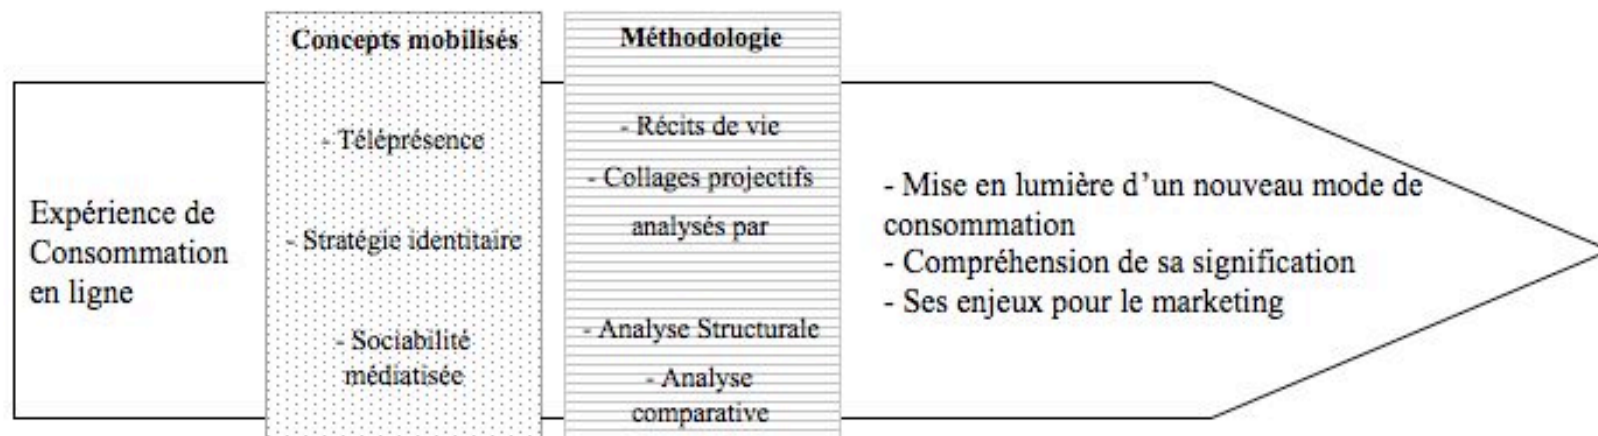 Expérience de
Consommation
en ligne
Concepts mobilisés
- Téléprésence
- Stratégie identitaire
- Sociabilité
médiatisée
Méthodologie
- Récits de vie
- Collages projectifs
analysés par
- Analyse Structurale
- Analyse
comparative
- Mise en lumière d’un nouveau mode de
consommation
- Compréhension de sa signification
- Ses enjeux pour le marketing